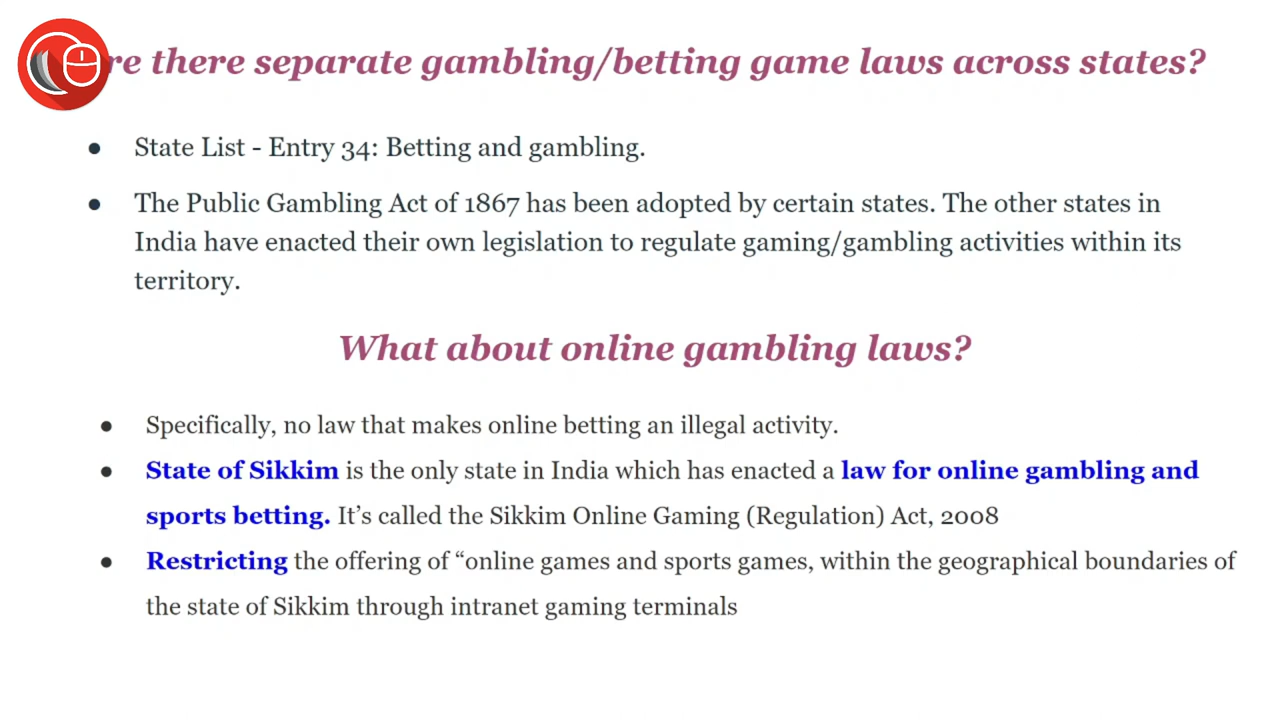 re there separate gambling/betting game laws across states?
● State List - Entry 34: Betting and gambling.
● The Public Gambling Act of 1867 has been adopted by certain states. The other states in
India have enacted their own legislation to regulate gaming/gambling activities within its
territory.
What about online gambling laws?
● Specifically, no law that makes online betting an illegal activity.
● State of Sikkim is the only state in India which has enacted a law for online gambling and
sports betting. It’s called the Sikkim Online Gaming (Regulation) Act, 2008
● Restricting the offering of “online games and sports games, within the geographical boundaries of
the state of Sikkim through intranet gaming terminals